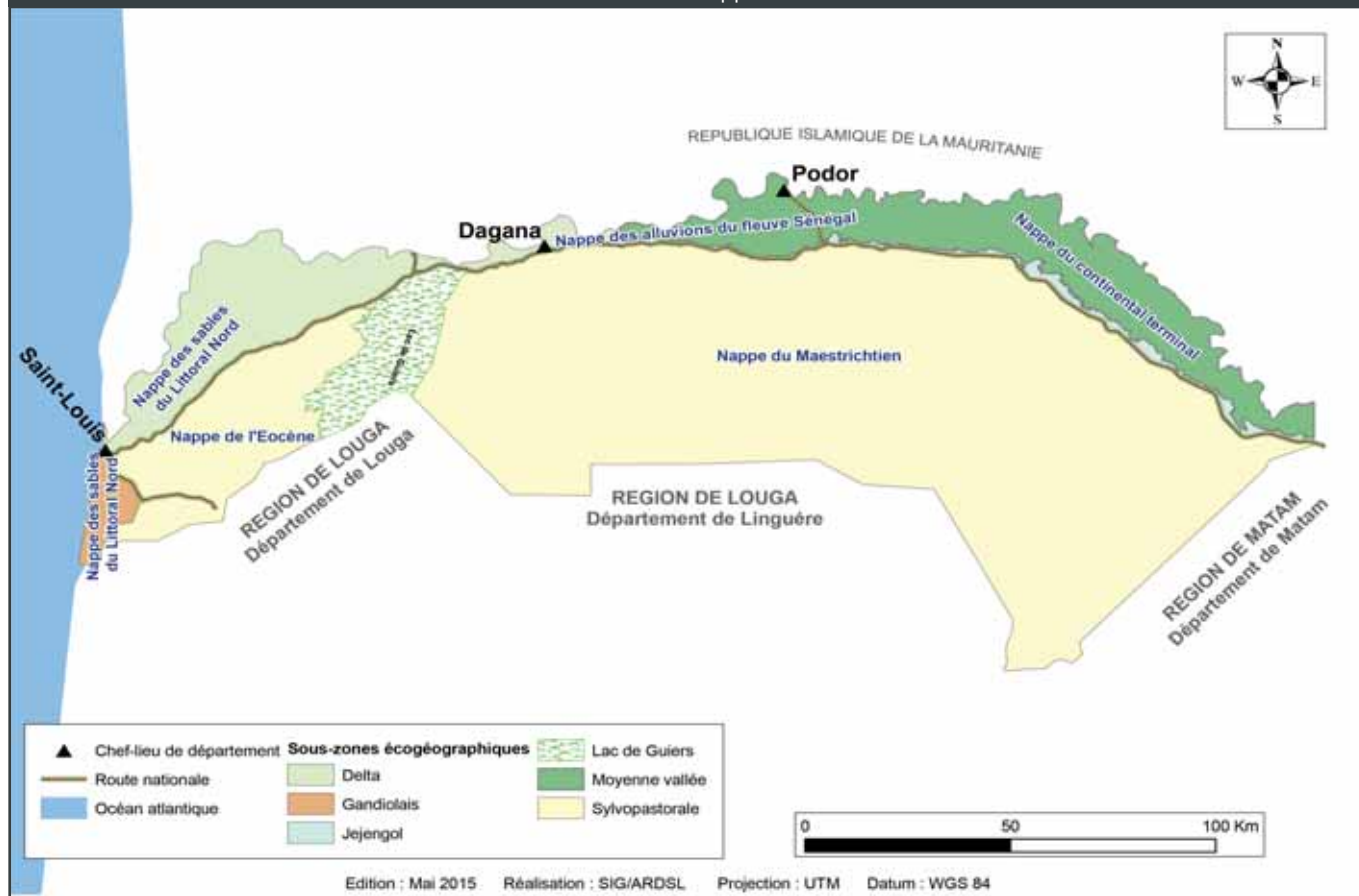 N
W E
S
REPUBLIQUE ISLAMIQUE DE LA MAURITANIE
Podor
Dagana
Nappe des alluvions du fleuve Sénégal
Nappe du continental terminal
Nappe des sables
du Littoral Nord
Lac de Guiers
Nappe du Maestrichtien
Saint-Louis
Nappe de l'Eocène
Nappe des sables
du Littoral Nord
REGION DE LOUGA
Département de Louga
REGION DE LOUGA
Département de Linguére
REGION DE MATAM
Département de Matam
Chef-lieu de département
Route nationale
Océan atlantique
Sous-zones écogéographiques
Delta
Gandiolais
Jejengol
Lac de Guiers
Moyenne vallée
Sylvopastorale
0 50 100 Km
Edition : Mai 2015 Réalisation : SIG/ARDSL Projection : UTM Datum : WGS 84